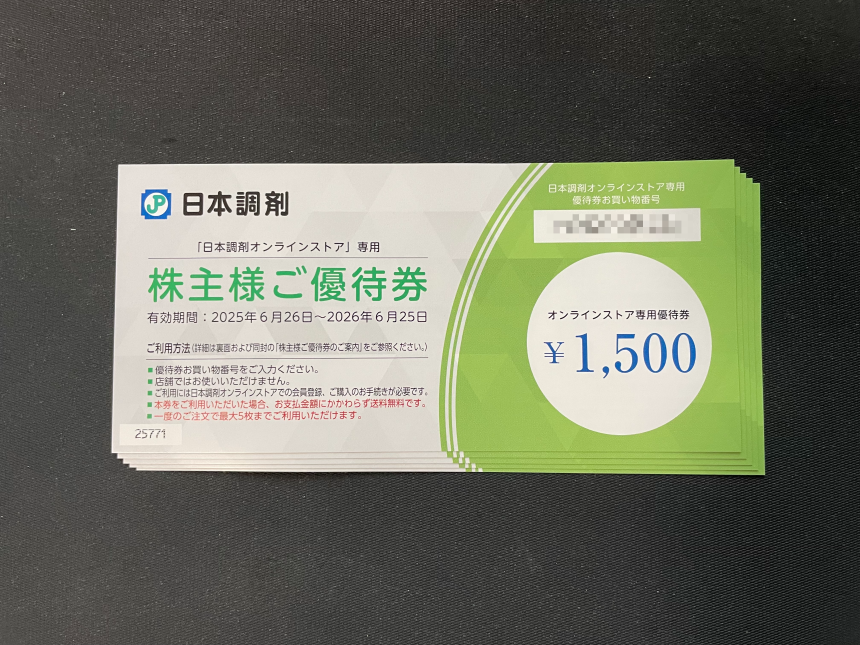 JP 日本調剤
「日本調剤オンラインストア」専用
株主様ご優待券
有効期間：2025年6月26日～2026年6月25日
ご利用方法(詳細は裏面および同封の「株主様ご優待券のご案内」をご参照ください。)
■優待券お買い物番号をご入力ください。
■店舗ではお使いいただけません。
■ご利用には日本調剤オンラインストアでの会員登録、ご購入のお手続きが必要です。
■本券をご利用いただいた場合、お支払金額にかかわらず送料無料です。
■一度のご注文で最大5枚までご利用いただけます。
25771
日本調剤オンラインストア専用
優待券お買い物番号
オンラインストア専用優待券
¥1,500